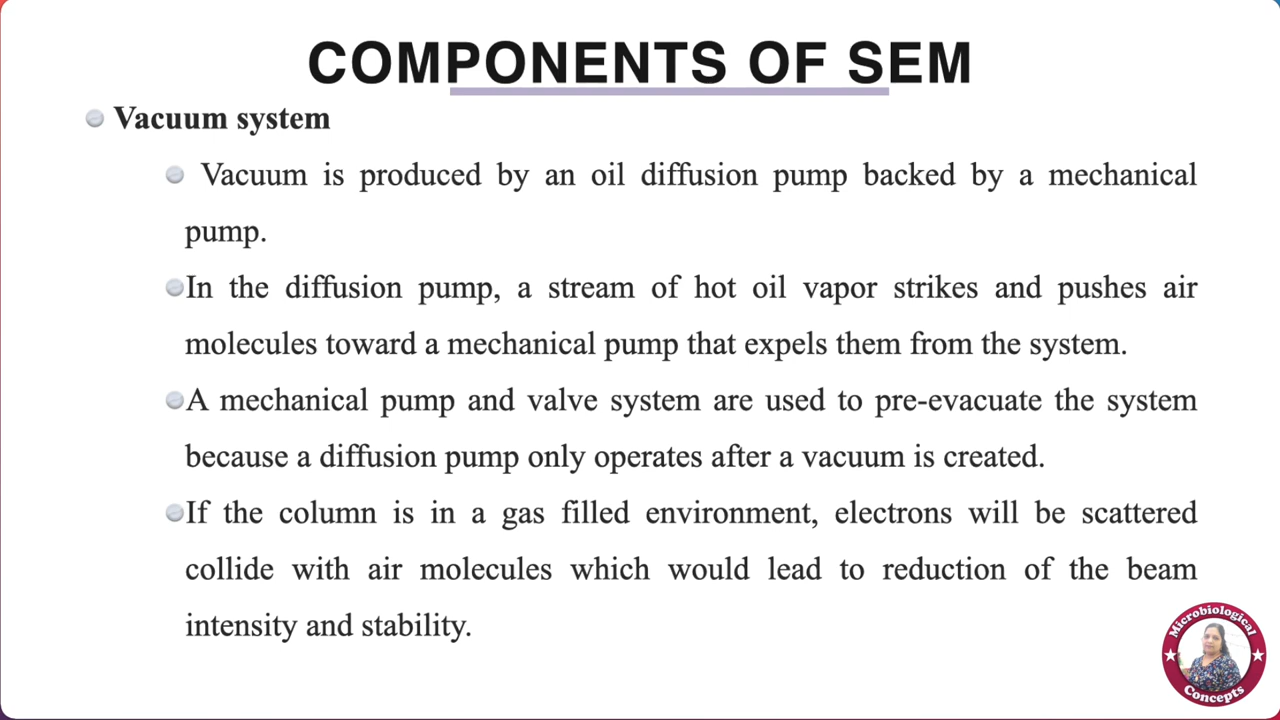 COMPONENTS OF SEM
Vacuum system
Vacuum is produced by an oil diffusion pump backed by a mechanical
pump.
In the diffusion pump, a stream of hot oil vapor strikes and pushes air
molecules toward a mechanical pump that expels them from the system.
A mechanical pump and valve system are used to pre-evacuate the system
because a diffusion pump only operates after a vacuum is created.
If the column is in a gas filled environment, electrons will be scattered
collide with air molecules which would lead to reduction of the beam
intensity and stability.
Microbiological
Concepts